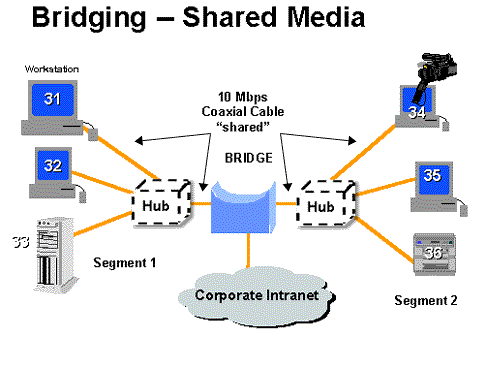 Bridging – Shared Media
Workstation
31
32
33
Hub
Segment 1
10 Mbps
Coaxial Cable
“shared”
BRIDGE
Hub
34
35
36
Segment 2
Corporate Intranet